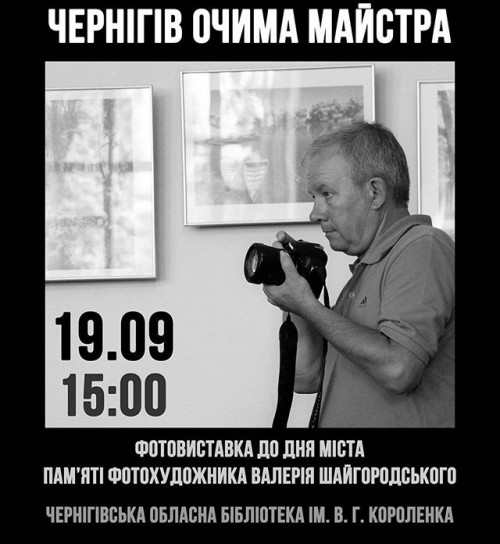 ЧЕРНІГІВ ОЧИМА МАЙСТРА
19.09
15:00
ФОТОВИСТАВКА ДО ДНЯ МІСТА
ПАМ'ЯТІ ФОТОХУДОЖНИКА ВАЛЕРІЯ ШАЙГОРОДСЬКОГО
ЧЕРНІГІВСЬКА ОБЛАСНА БІБЛІОТЕКА ІМ. В. Г. КОРОЛЕНКА